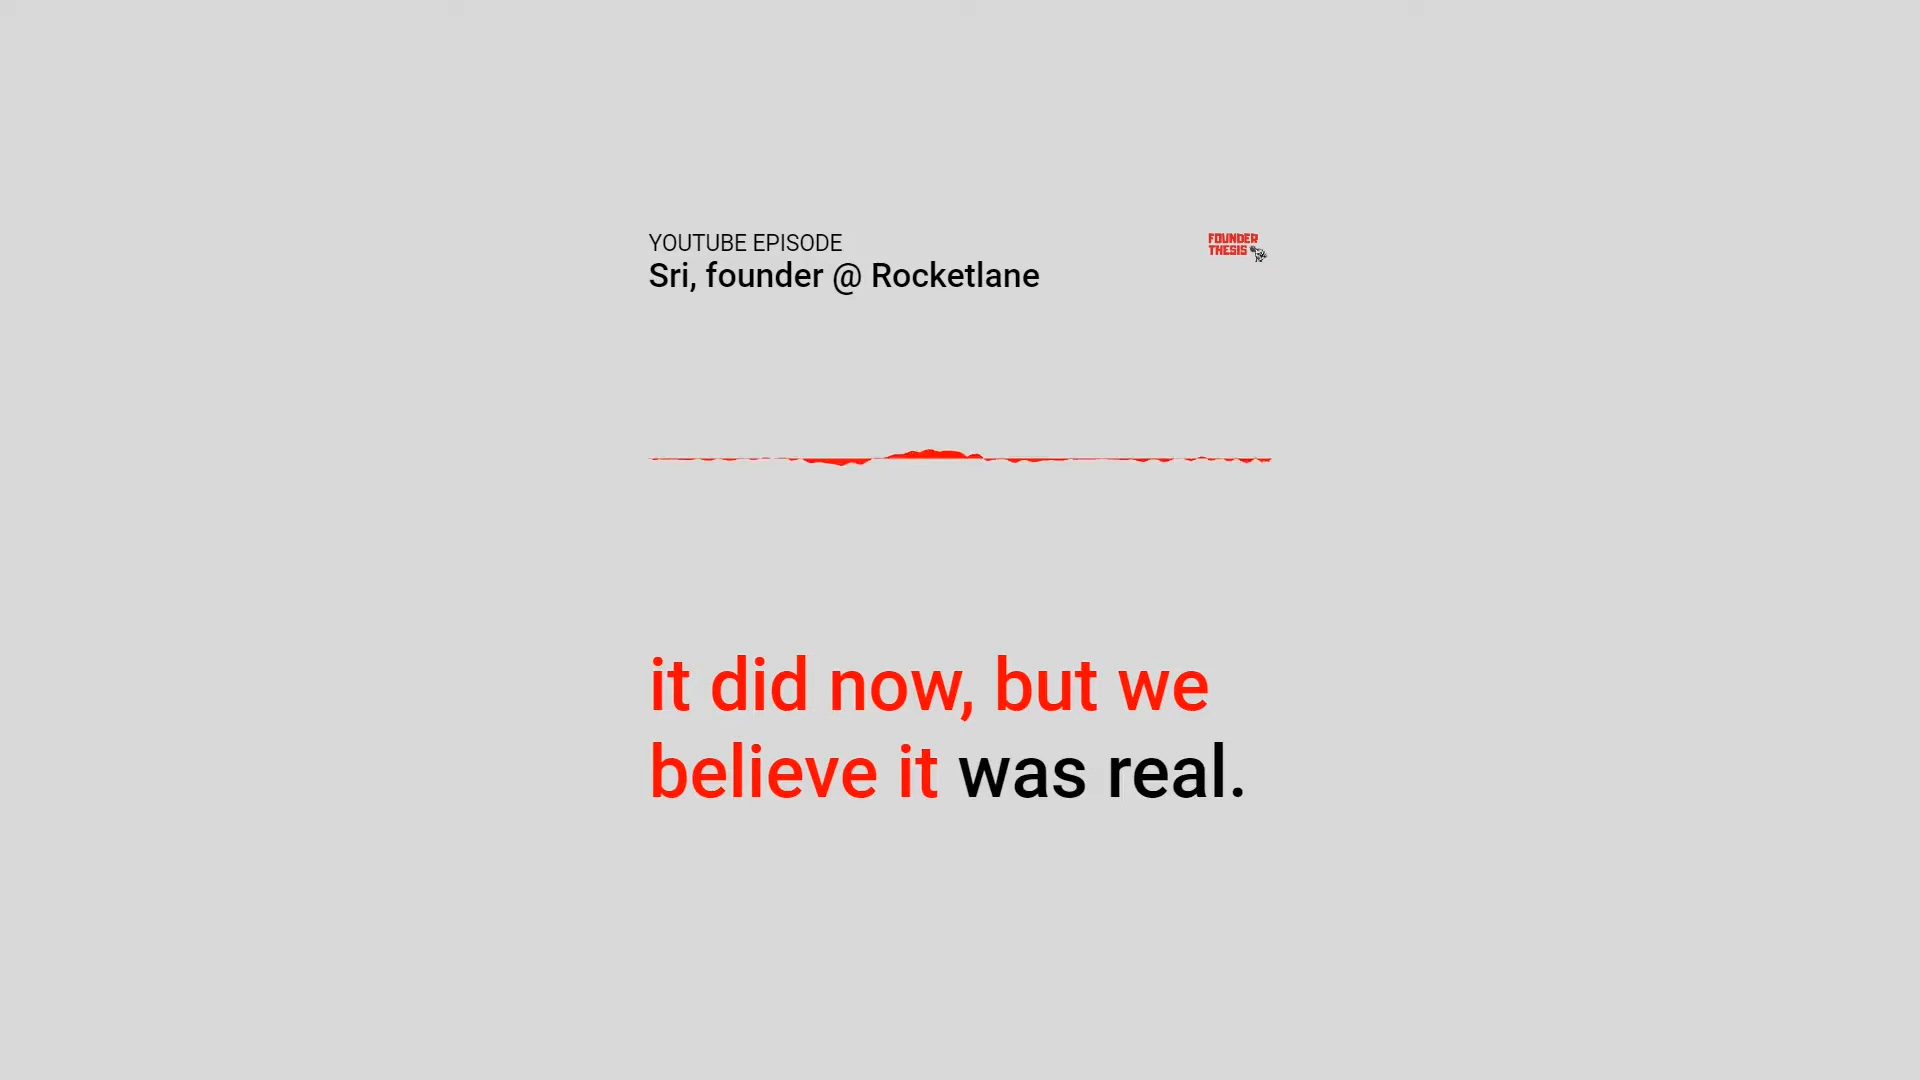 YOUTUBE EPISODE
Sri, founder @ Rocketlane
FOUNDER
THESIS
it did now, but we
believe it was real.